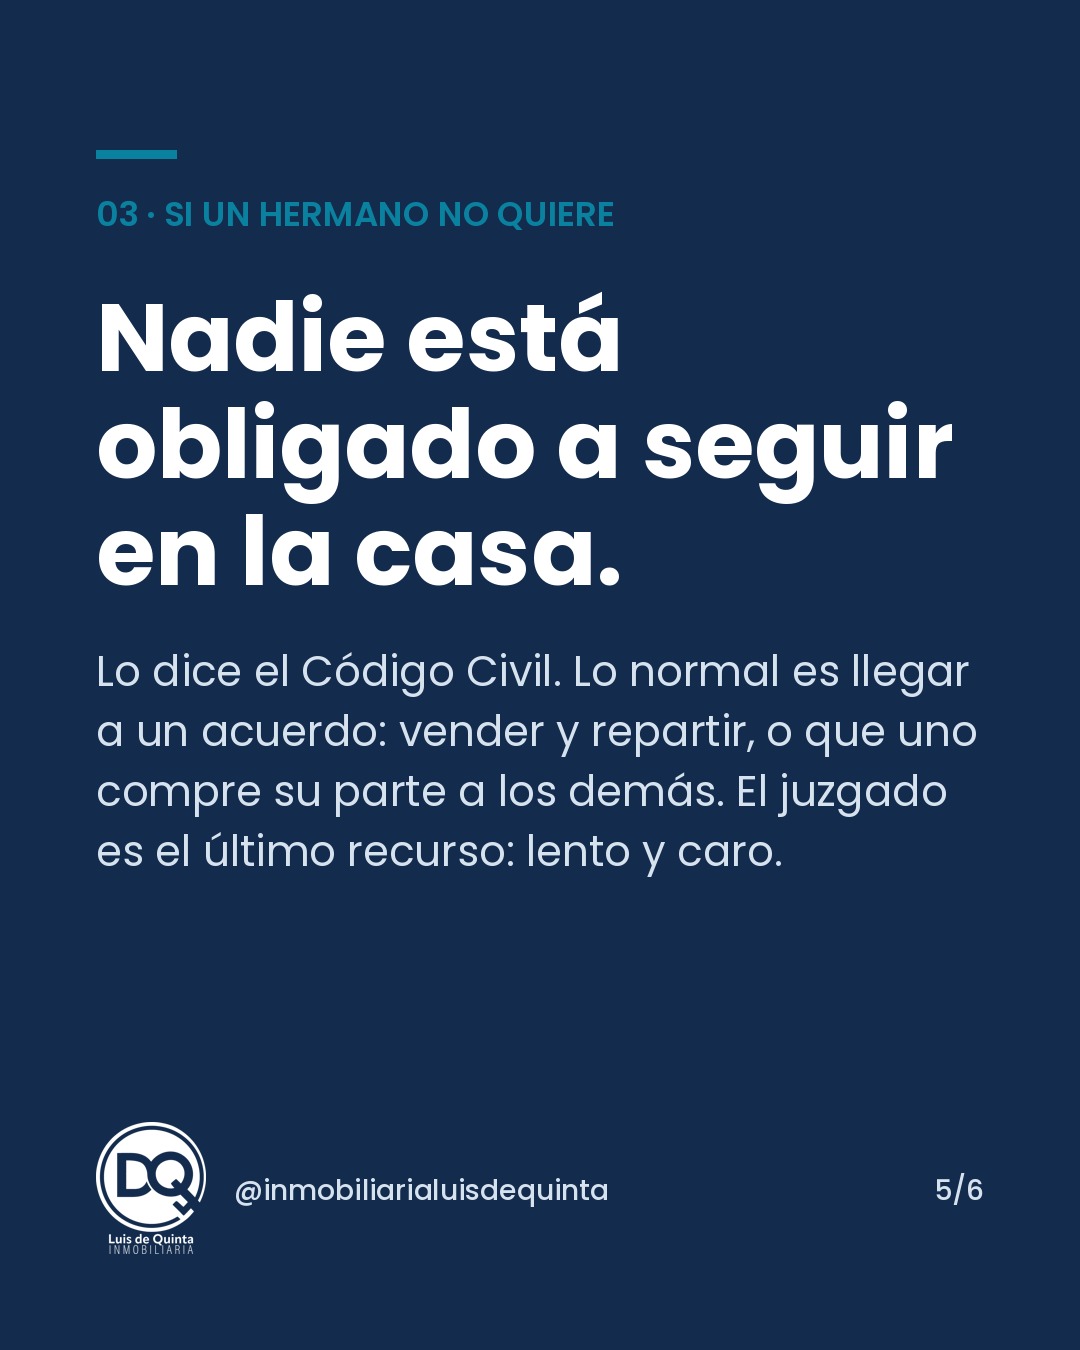 03 · SI UN HERMANO NO QUIERE
Nadie está
obligado a seguir
en la casa.
Lo dice el Código Civil. Lo normal es llegar
a un acuerdo: vender y repartir, o que uno
compre su parte a los demás. El juzgado
es el último recurso: lento y caro.
DQ
Luis de Quinta
INMOBILIARIA
@inmobiliarialuisdequinta
5/6